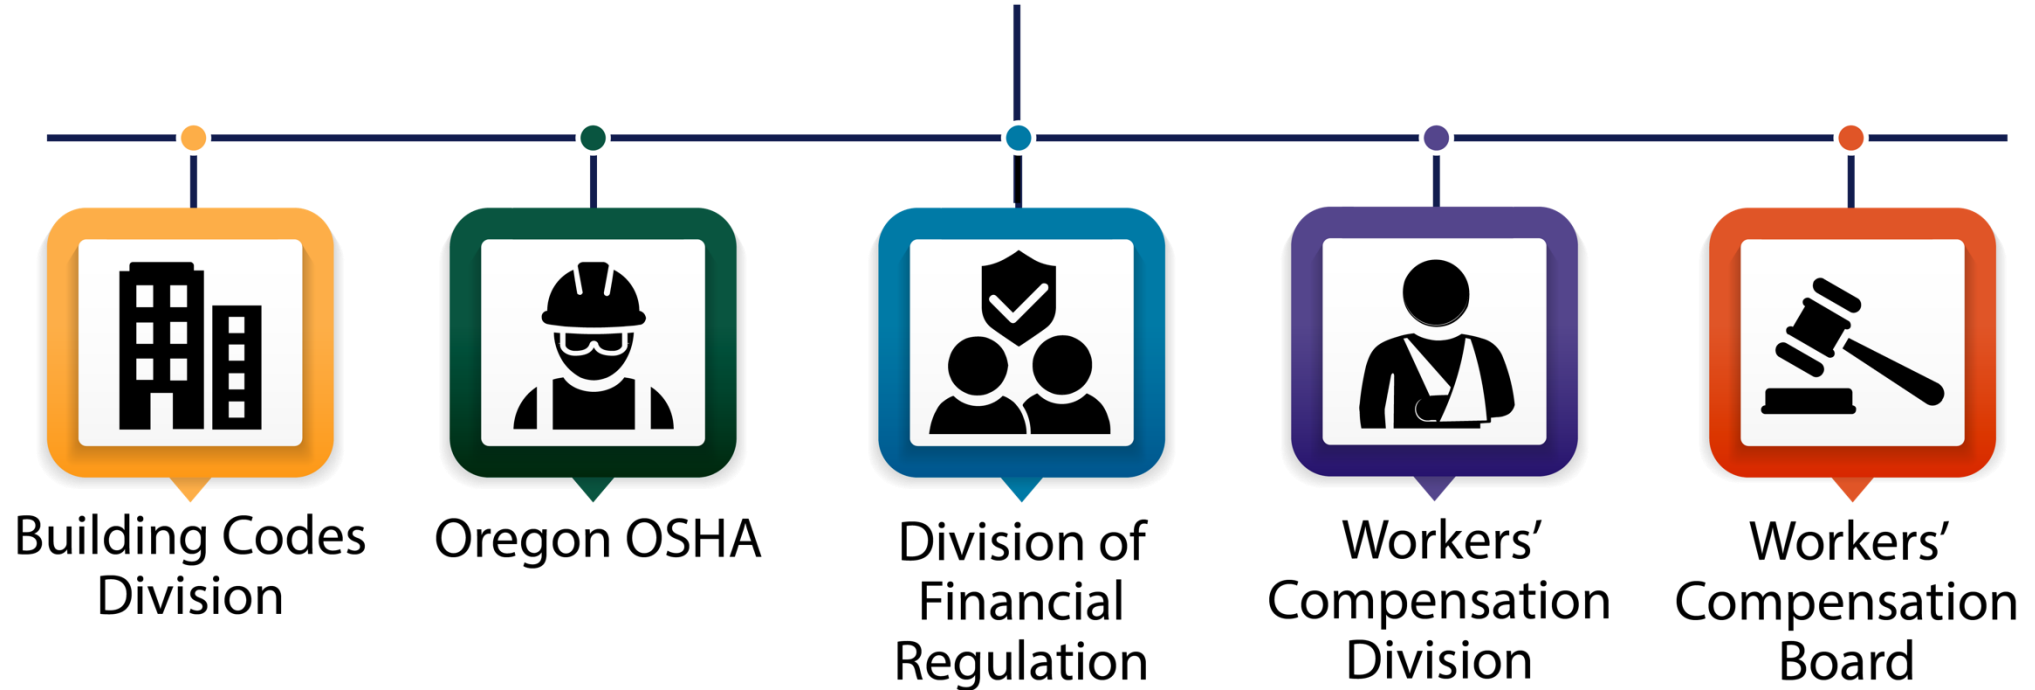 Building Codes
Division
Oregon OSHA
Division of
Financial
Regulation
Workers’
Compensation
Division
Workers’
Compensation
Board